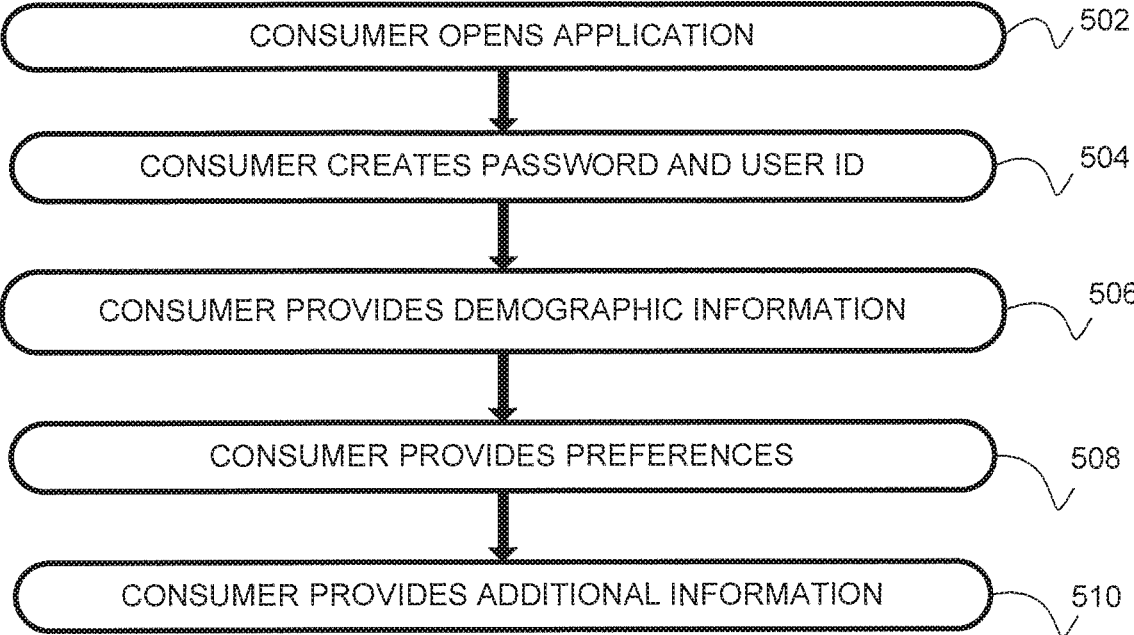 CONSUMER OPENS APPLICATION
502
CONSUMER CREATES PASSWORD AND USER ID
504
CONSUMER PROVIDES DEMOGRAPHIC INFORMATION
506
CONSUMER PROVIDES PREFERENCES
508
CONSUMER PROVIDES ADDITIONAL INFORMATION
510